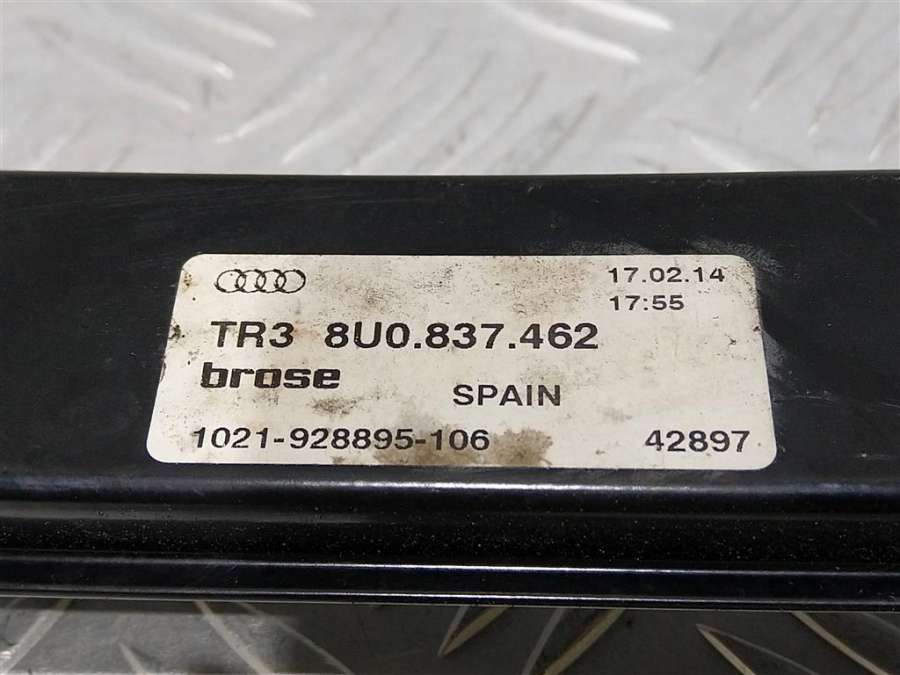 17.02.14
17:55
TR3 8U0.837.462
brose
SPAIN
1021-928895-106 42897